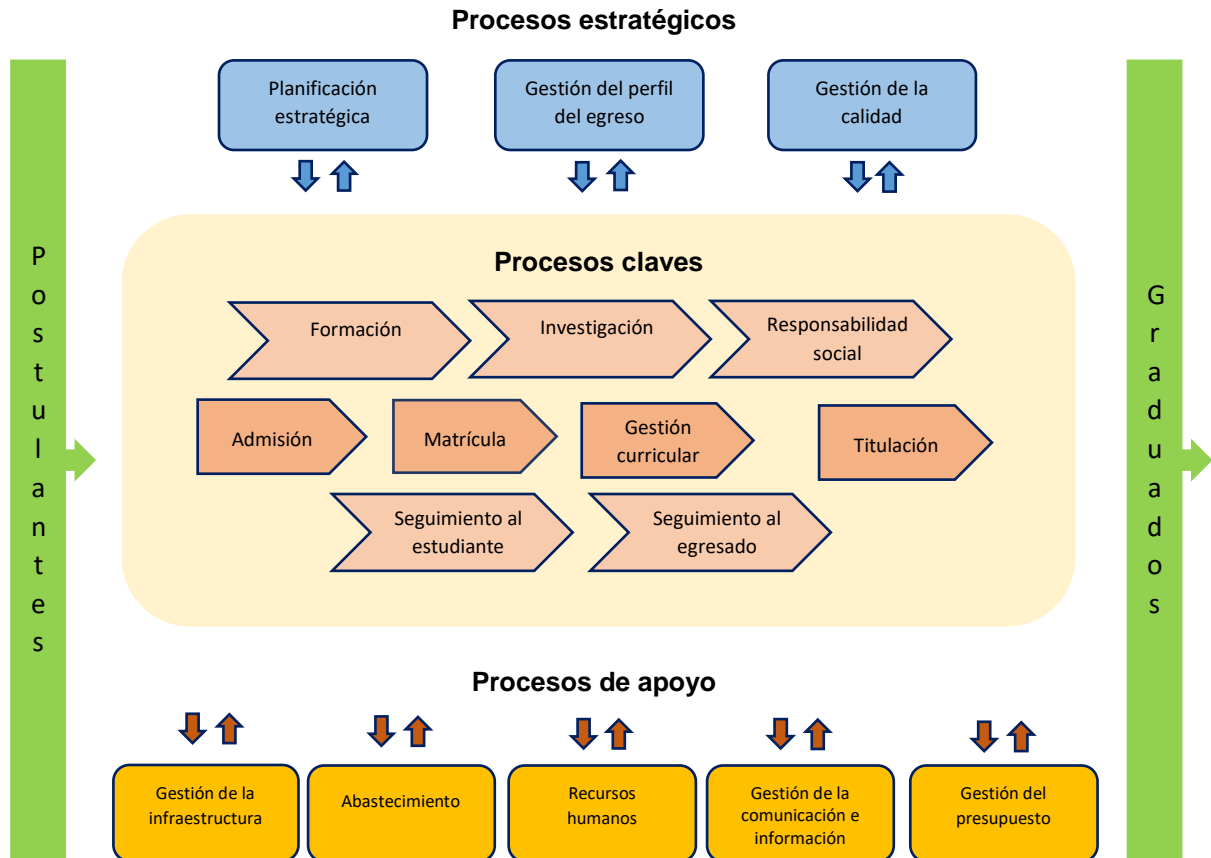 Procesos estratégicos
Planificación
estratégica
Gestión del perfil
del egreso
Gestión de la
calidad
Postulantes
Procesos claves
Formación
Investigación
Responsabilidad
social
Admisión
Matrícula
Gestión
curricular
Titulación
Seguimiento al
estudiante
Seguimiento al
egresado
Graduados
Procesos de apoyo
Gestión de la
infraestructura
Abastecimiento
Recursos
humanos
Gestión de la
comunicación e
información
Gestión del
presupuesto